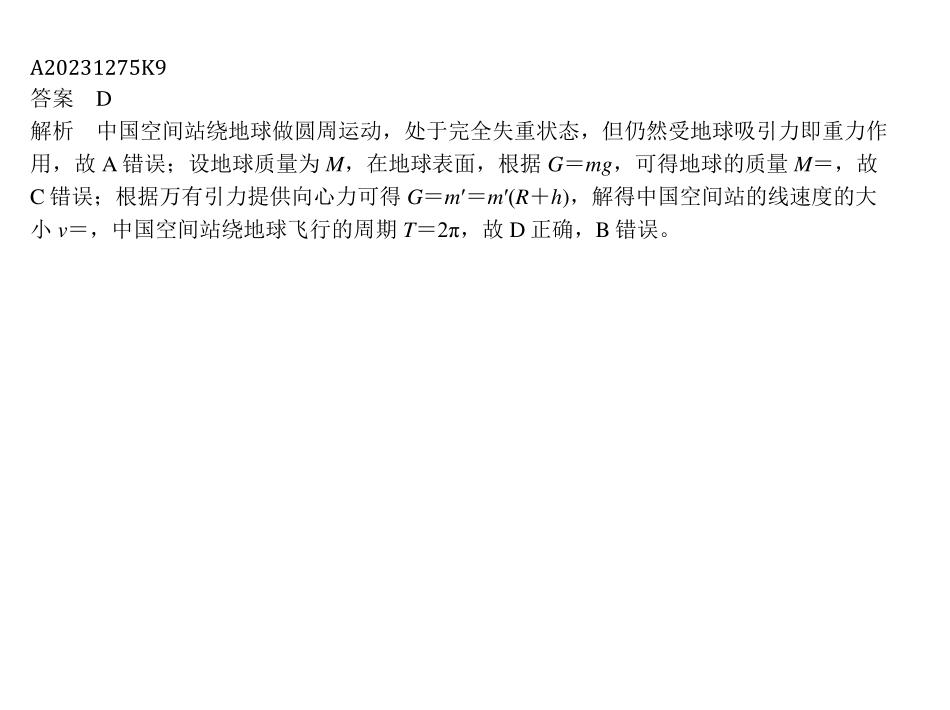 A20231275K9
答案　D
解析　中国空间站绕地球做圆周运动，处于完全失重状态，但仍然受地球吸引力即重力作
用，故 A 错误；设地球质量为 M，在地球表面，根据 G＝mg，可得地球的质量 M＝，故
C 错误；根据万有引力提供向心力可得 G＝m′＝m′(R＋h)，解得中国空间站的线速度的大
小 v＝，中国空间站绕地球飞行的周期 T＝2π，故 D 正确，B 错误。